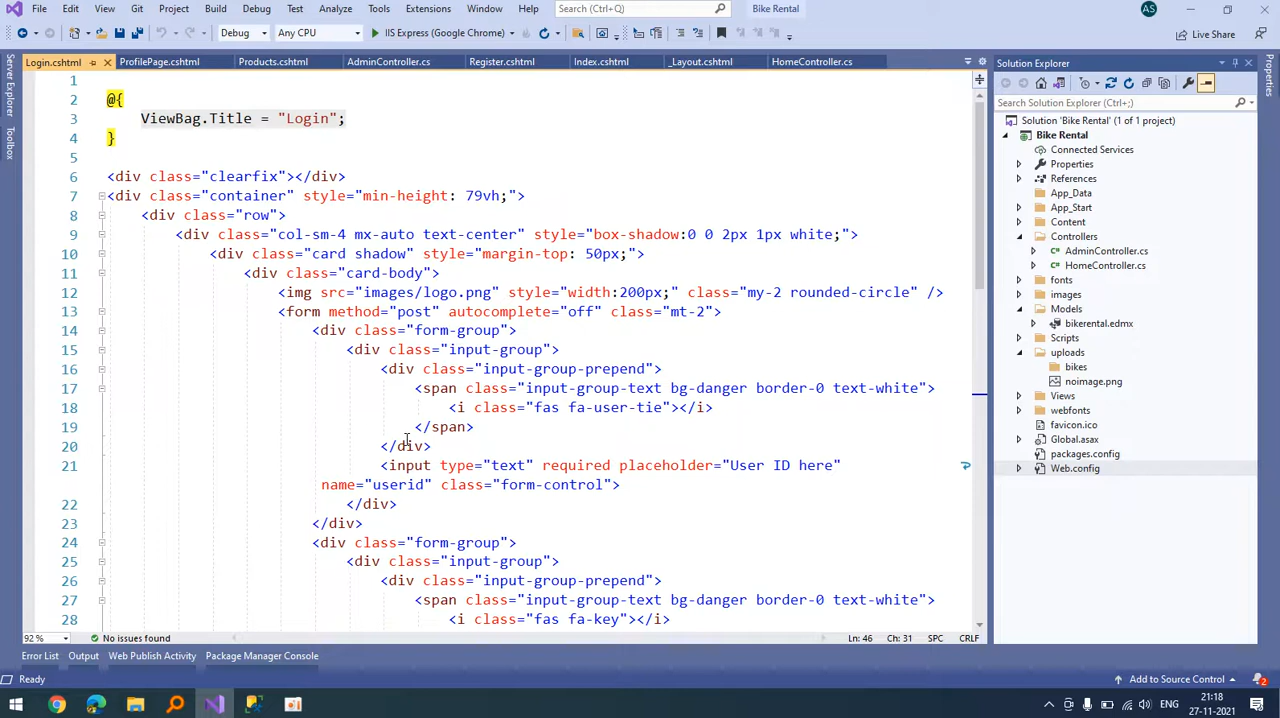 File Edit View Git Project Build Debug Test Analyze Tools Extensions Window Help Search (Ctrl+Q) Bike Rental AS
Debug Any CPU IIS Express (Google Chrome) Live Share
Login.cshtml ProfilePage.cshtml Products.cshtml AdminController.cs Register.cshtml Index.cshtml _Layout.cshtml HomeController.cs
Server Explorer
Toolbox
1
2 @{
3 ViewBag.Title = "Login";
4 }
5
6 <div class="clearfix"></div>
7 <div class="container" style="min-height: 79vh;">
8 <div class="row">
9 <div class="col-sm-4 mx-auto text-center" style="box-shadow:0 0 2px 1px white;">
10 <div class="card shadow" style="margin-top: 50px;">
11 <div class="card-body">
12 <img src="images/logo.png" style="width:200px;" class="my-2 rounded-circle" />
13 <form method="post" autocomplete="off" class="mt-2">
14 <div class="form-group">
15 <div class="input-group">
16 <div class="input-group-prepend">
17 <span class="input-group-text bg-danger border-0 text-white">
18 <i class="fas fa-user-tie"></i>
19 </span>
20 </div>
21 <input type="text" required placeholder="User ID here"
name="userid" class="form-control">
22 </div>
23 </div>
24 <div class="form-group">
25 <div class="input-group">
26 <div class="input-group-prepend">
27 <span class="input-group-text bg-danger border-0 text-white">
28 <i class="fas fa-key"></i>
92 % No issues found Ln: 46 Ch: 31 SPC CRLF
Solution Explorer
Search Solution Explorer (Ctrl+;)
Solution 'Bike Rental' (1 of 1 project)
Bike Rental
Connected Services
Properties
References
App_Data
App_Start
Content
Controllers
AdminController.cs
HomeController.cs
fonts
images
Models
bikerental.edmx
Scripts
uploads
bikes
noimage.png
Views
webfonts
favicon.ico
Global.asax
packages.config
Web.config
Properties
Error List Output Web Publish Activity Package Manager Console
Ready Add to Source Control 2
ENG 21:18
27-11-2021